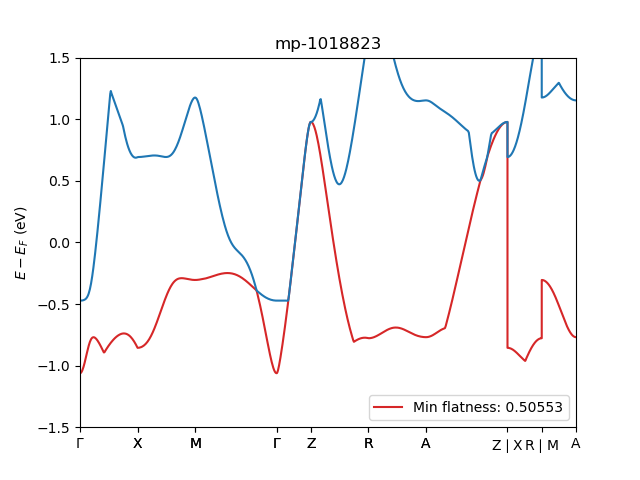 mp-1018823
E − E_F (eV)
1.5
1.0
0.5
0.0
−0.5
−1.0
−1.5
Min flatness: 0.50553
Γ X M Γ Z R A Z | X R | M A